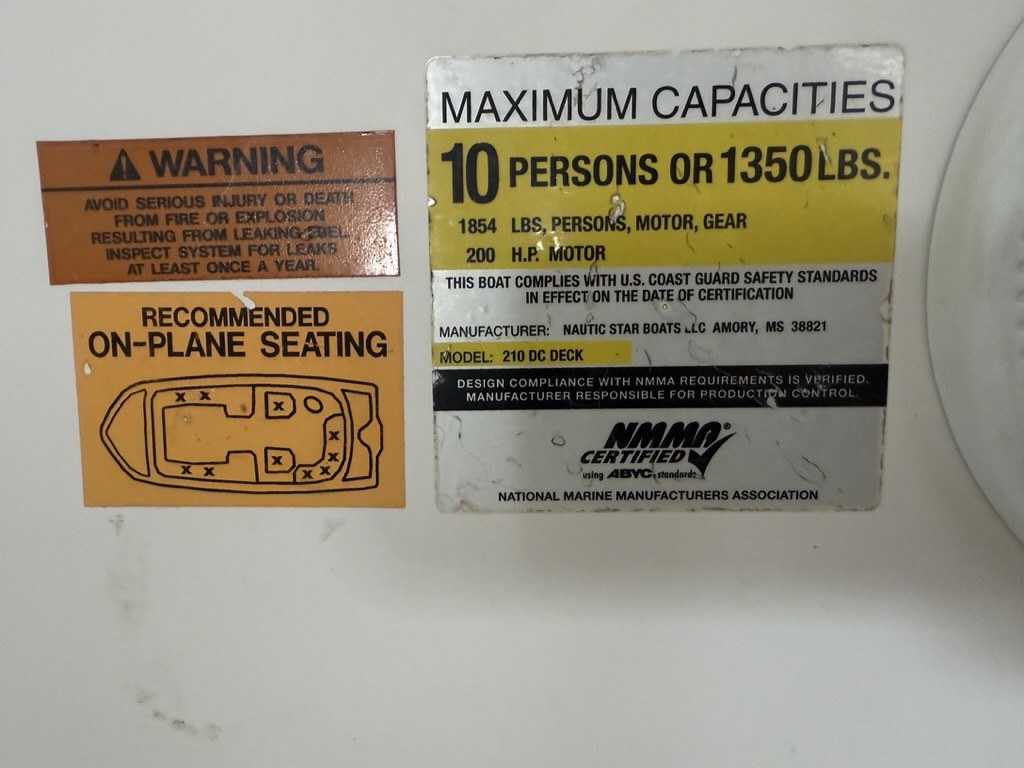 WARNING
AVOID SERIOUS INJURY OR DEATH
FROM FIRE OR EXPLOSION
RESULTING FROM LEAKING FUEL.
INSPECT SYSTEM FOR LEAKS
AT LEAST ONCE A YEAR.
RECOMMENDED
ON-PLANE SEATING
X X X
X
X X X X X X
MAXIMUM CAPACITIES
10 PERSONS OR 1350 LBS.
1854 LBS, PERSONS, MOTOR, GEAR
200 H.P. MOTOR
THIS BOAT COMPLIES WITH U.S. COAST GUARD SAFETY STANDARDS
IN EFFECT ON THE DATE OF CERTIFICATION
MANUFACTURER: NAUTIC STAR BOATS LLC AMORY, MS 38821
MODEL: 210 DC DECK
DESIGN COMPLIANCE WITH NMMA REQUIREMENTS IS VERIFIED.
MANUFACTURER RESPONSIBLE FOR PRODUCTION CONTROL.
NMMA®
CERTIFIED
using ABYC standards
NATIONAL MARINE MANUFACTURERS ASSOCIATION